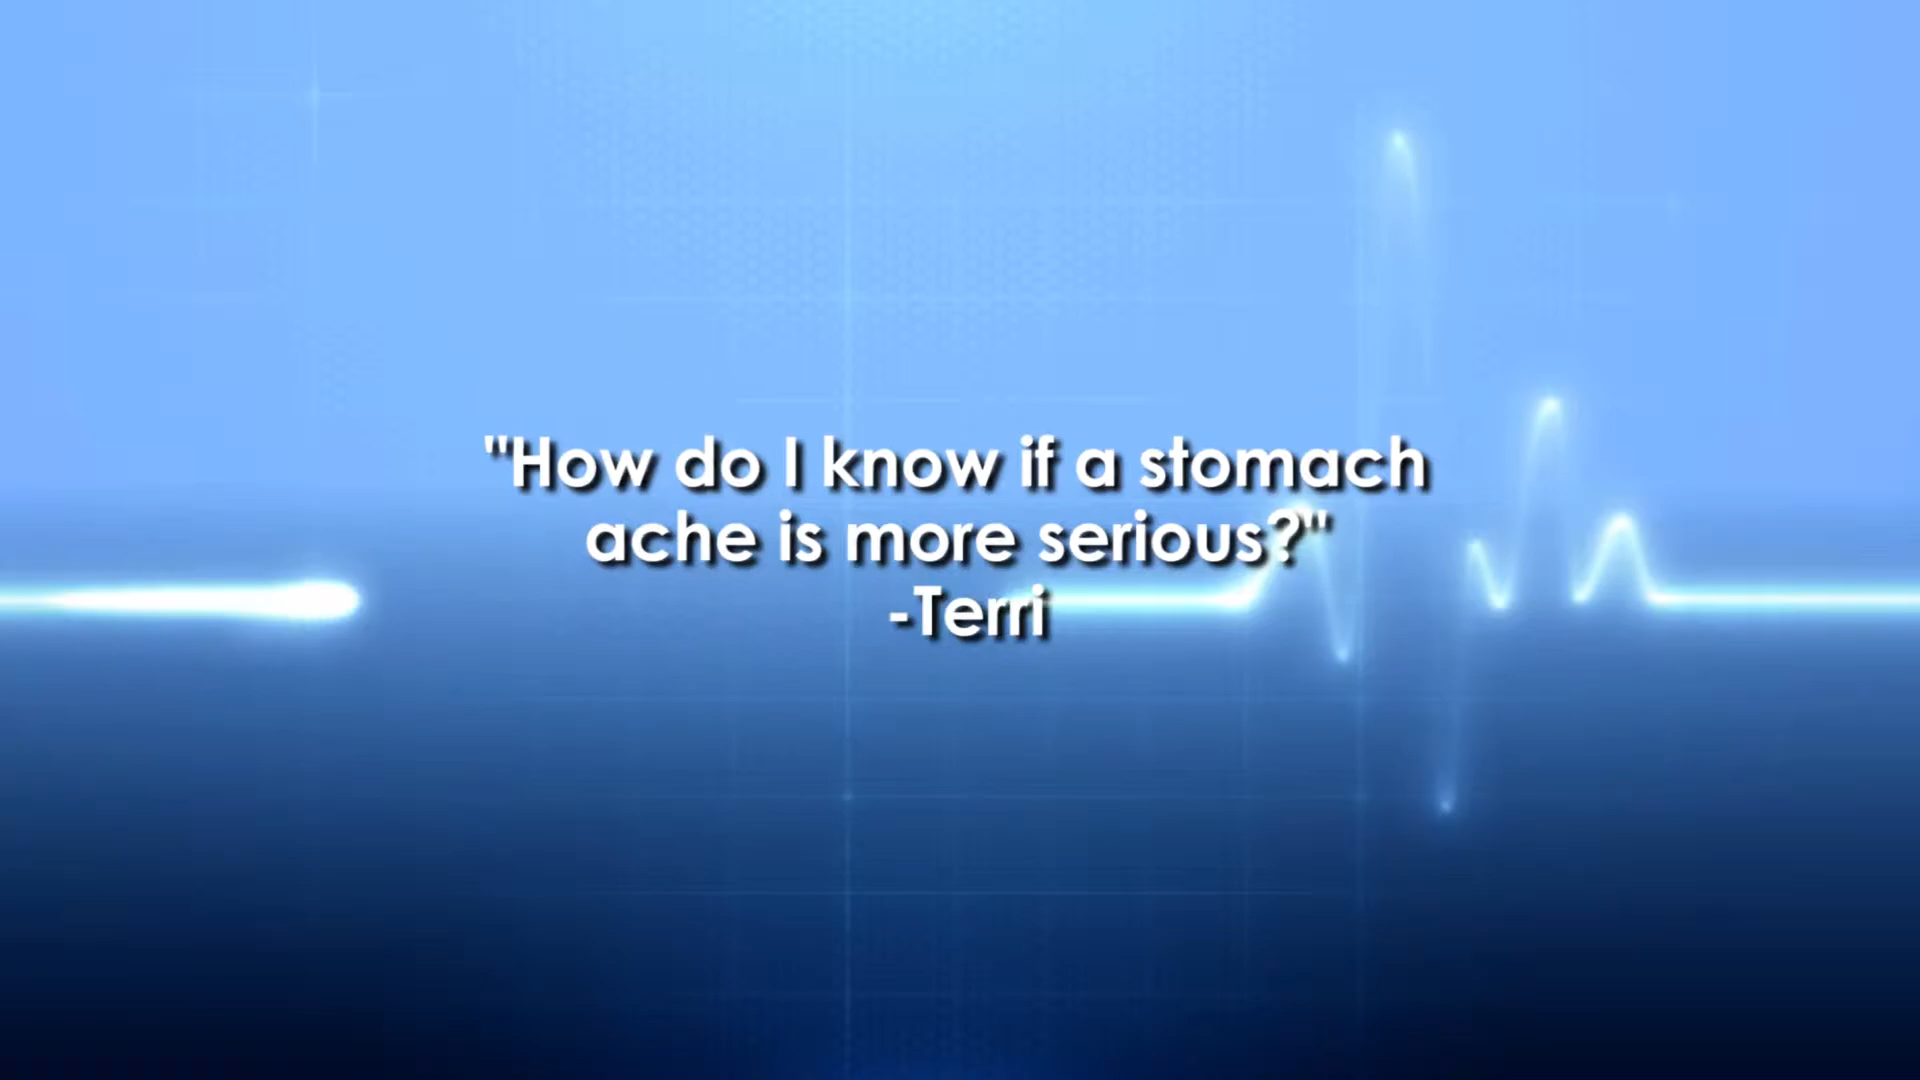 "How do I know if a stomach
ache is more serious?"
-Terri